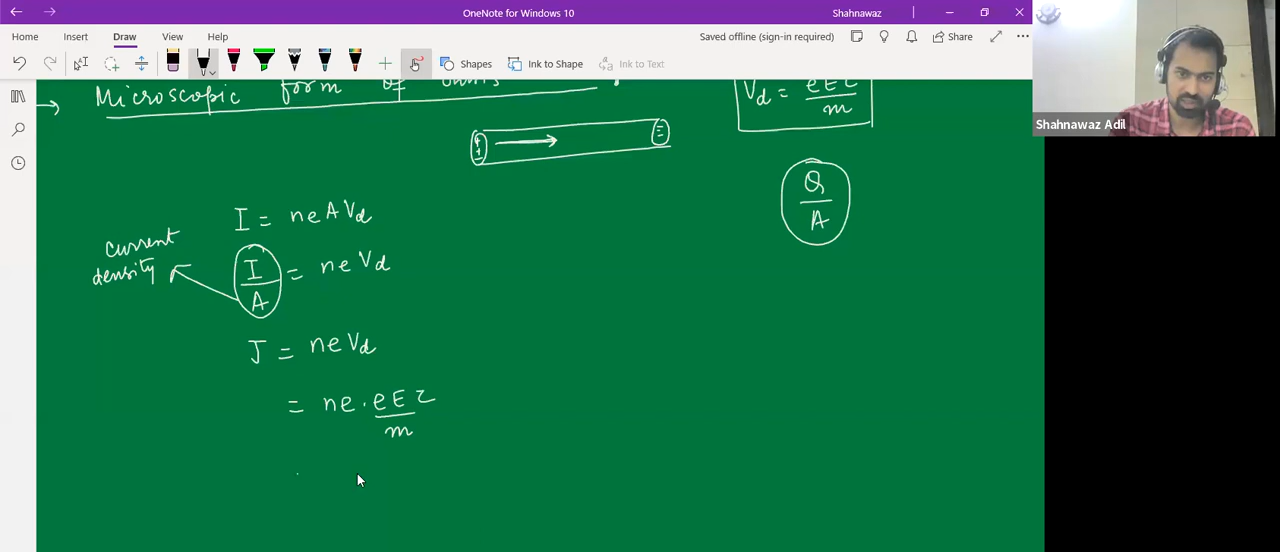 OneNote for Windows 10
Shahnawaz
Home Insert Draw View Help
Saved offline (sign-in required)
Share
Shapes
Ink to Shape
Ink to Text
Shahnawaz Adil
→ Microscopic form of
Vd = eEτ/m
Q/A
I = neAVd
current density
I/A = neVd
J = neVd
= ne . eEτ/m